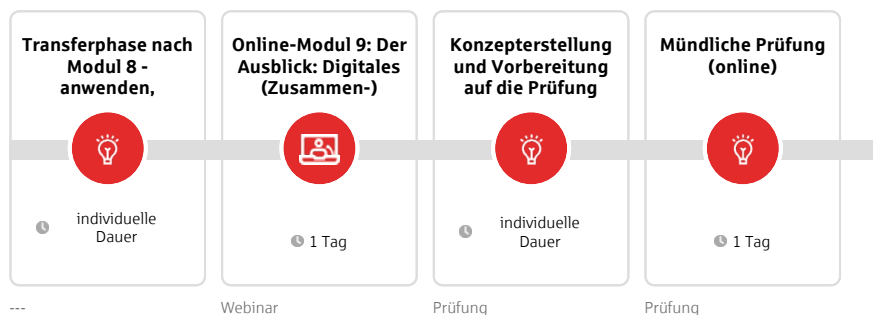 Transferphase nach
Modul 8 -
anwenden,
individuelle
Dauer
---
Online-Modul 9: Der
Ausblick: Digitales
(Zusammen-)
1 Tag
Webinar
Konzepterstellung
und Vorbereitung
auf die Prüfung
individuelle
Dauer
Prüfung
Mündliche Prüfung
(online)
1 Tag
Prüfung